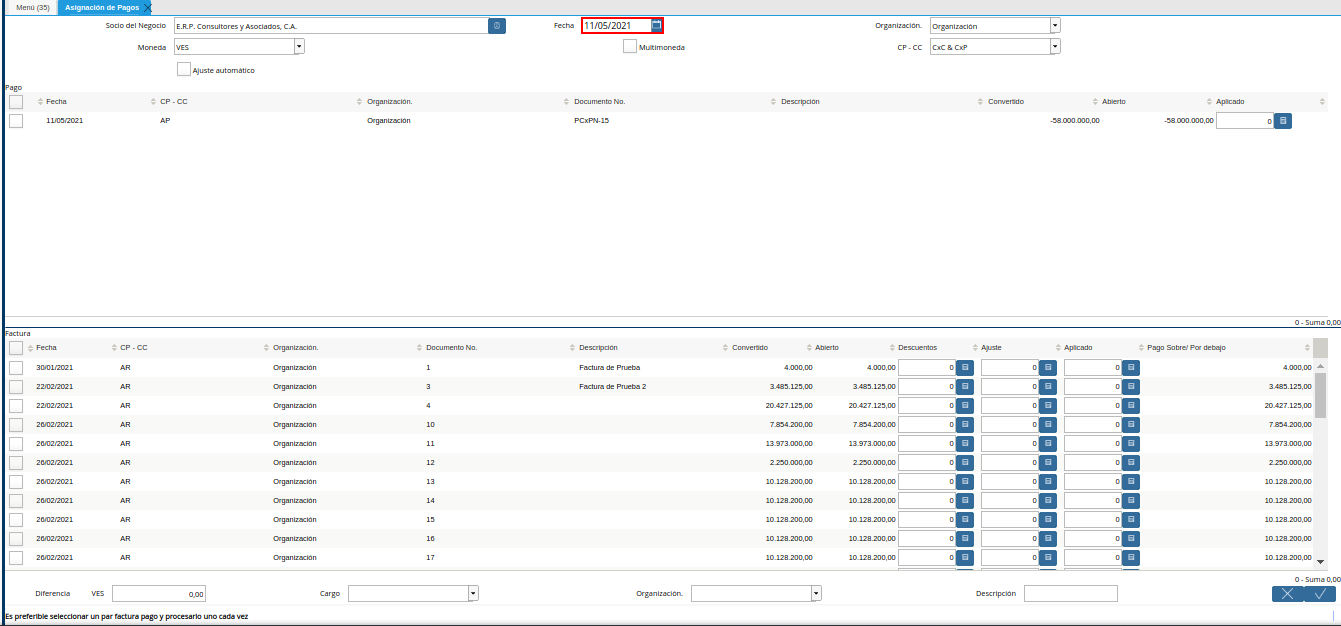 Menú (35) Asignación de Pagos
Socio del Negocio E.R.P. Consultores y Asociados, C.A. Fecha 11/05/2021 Organización. Organización
Moneda VES Multimoneda CP - CC CxC & CxP
Ajuste automático
Pago
Fecha CP - CC Organización. Documento No. Descripción Convertido Abierto Aplicado
11/05/2021 AP Organización PCxPN-15 -58.000.000,00 -58.000.000,00 0
0 - Suma 0,00
Factura
Fecha CP - CC Organización. Documento No. Descripción Convertido Abierto Descuentos Ajuste Aplicado Pago Sobre/ Por debajo
30/01/2021 AR Organización 1 Factura de Prueba 4.000,00 4.000,00 0 0 0 4.000,00
22/02/2021 AR Organización 3 Factura de Prueba 2 3.485.125,00 3.485.125,00 0 0 0 3.485.125,00
22/02/2021 AR Organización 4 20.427.125,00 20.427.125,00 0 0 0 20.427.125,00
26/02/2021 AR Organización 10 7.854.200,00 7.854.200,00 0 0 0 7.854.200,00
26/02/2021 AR Organización 11 13.973.000,00 13.973.000,00 0 0 0 13.973.000,00
26/02/2021 AR Organización 12 2.250.000,00 2.250.000,00 0 0 0 2.250.000,00
26/02/2021 AR Organización 13 10.128.200,00 10.128.200,00 0 0 0 10.128.200,00
26/02/2021 AR Organización 14 10.128.200,00 10.128.200,00 0 0 0 10.128.200,00
26/02/2021 AR Organización 15 10.128.200,00 10.128.200,00 0 0 0 10.128.200,00
26/02/2021 AR Organización 16 10.128.200,00 10.128.200,00 0 0 0 10.128.200,00
26/02/2021 AR Organización 17 10.128.200,00 10.128.200,00 0 0 0 10.128.200,00
0 - Suma 0,00
Diferencia VES 0,00 Cargo Organización. Descripción
Es preferible seleccionar un par factura pago y procesarlo uno cada vez